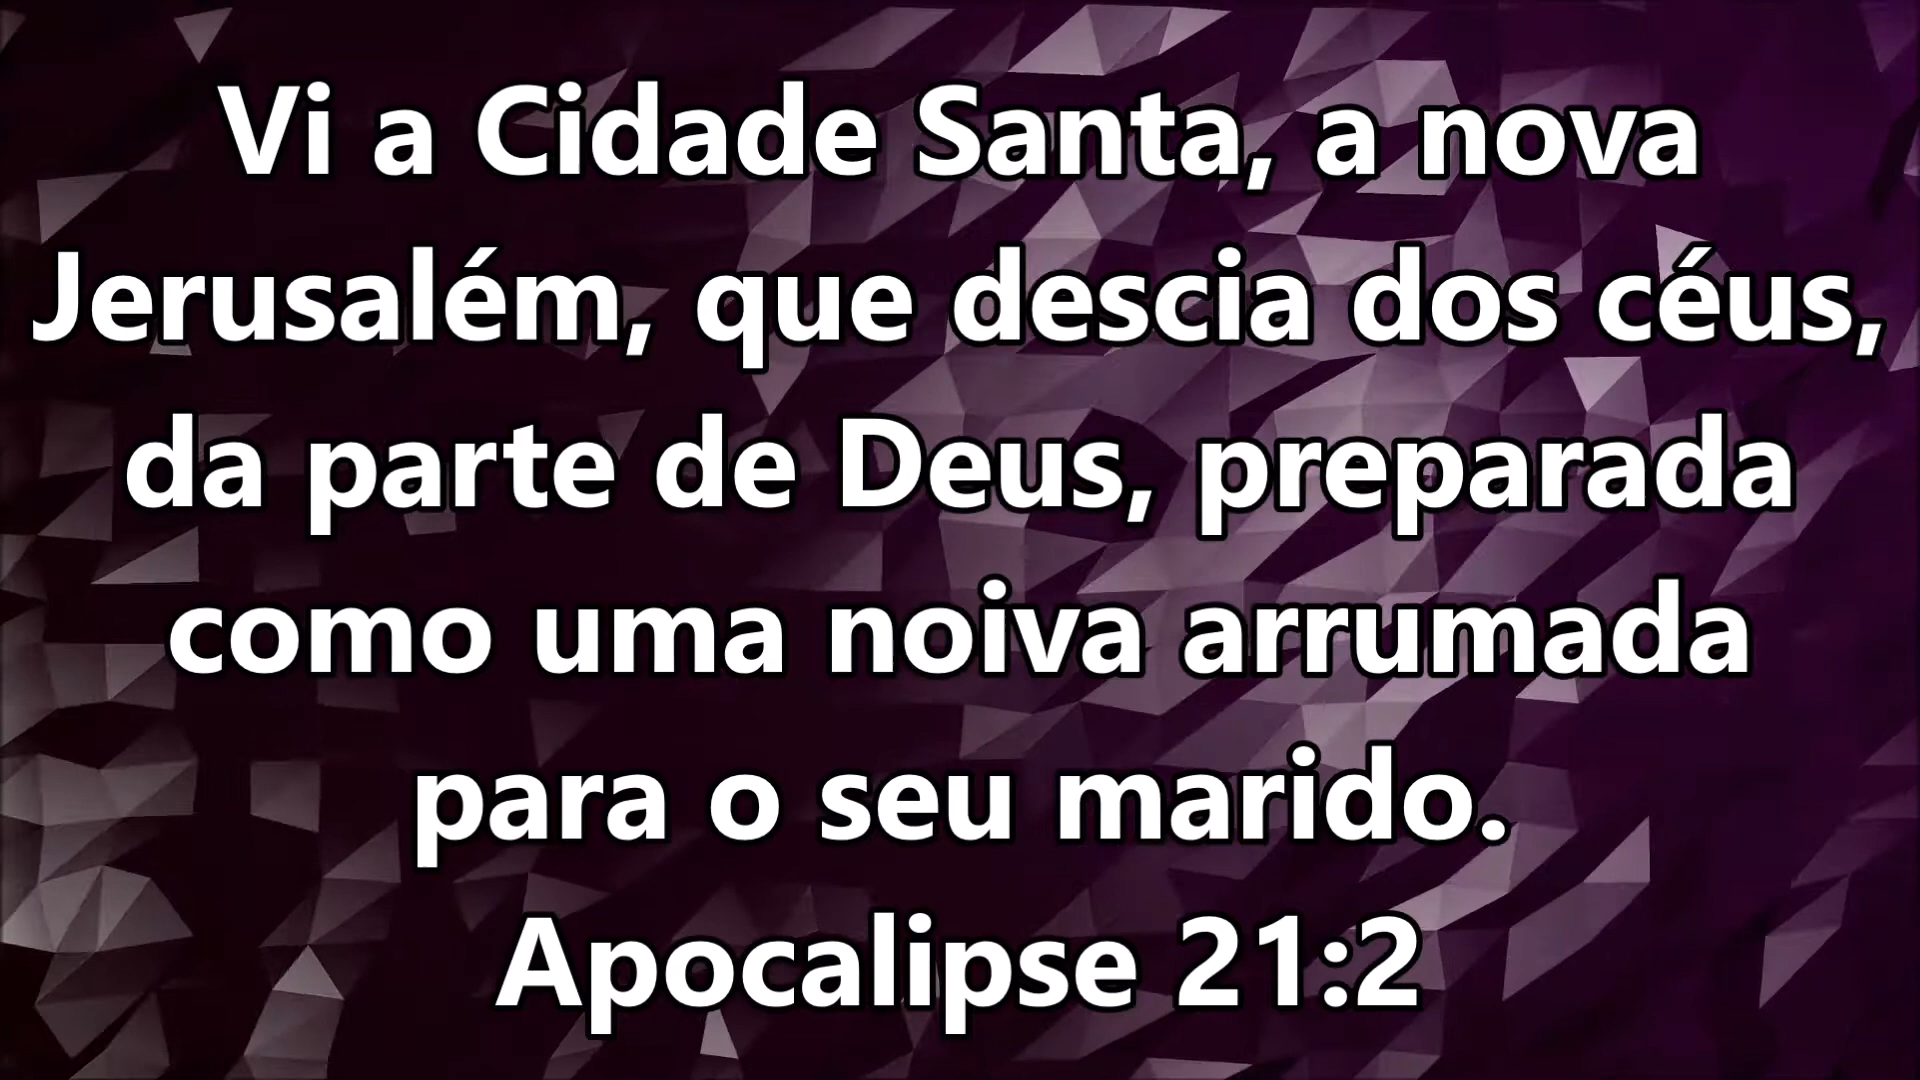 Vi a Cidade Santa, a nova
Jerusalém, que descia dos céus,
da parte de Deus, preparada
como uma noiva arrumada
para o seu marido.
Apocalipse 21:2